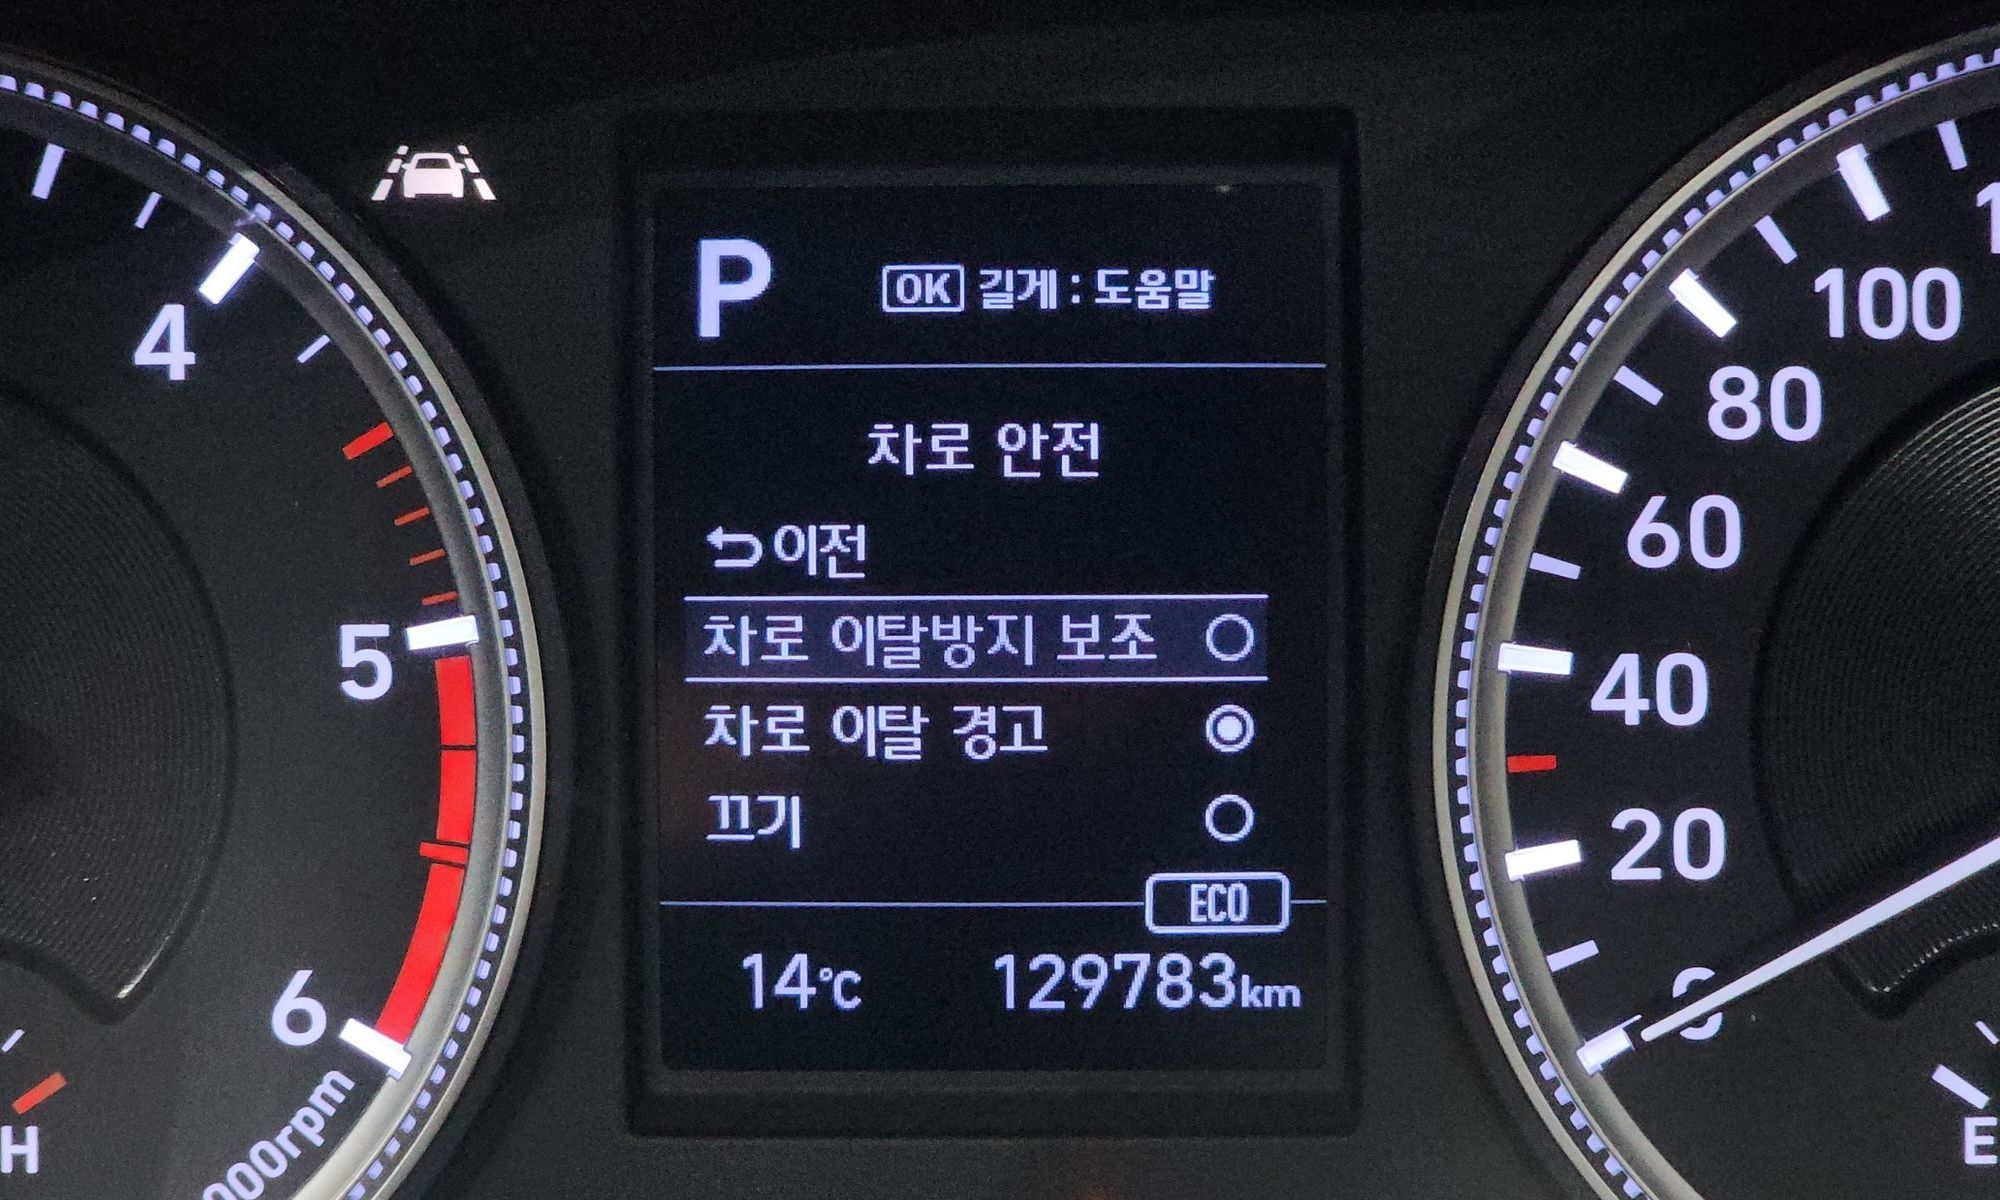 P
OK 길게 : 도움말
차로 안전
이전
차로 이탈방지 보조
차로 이탈 경고
끄기
ECO
14℃ 129783km
4
5
6
000rpm
H
100
80
60
40
20
0
E